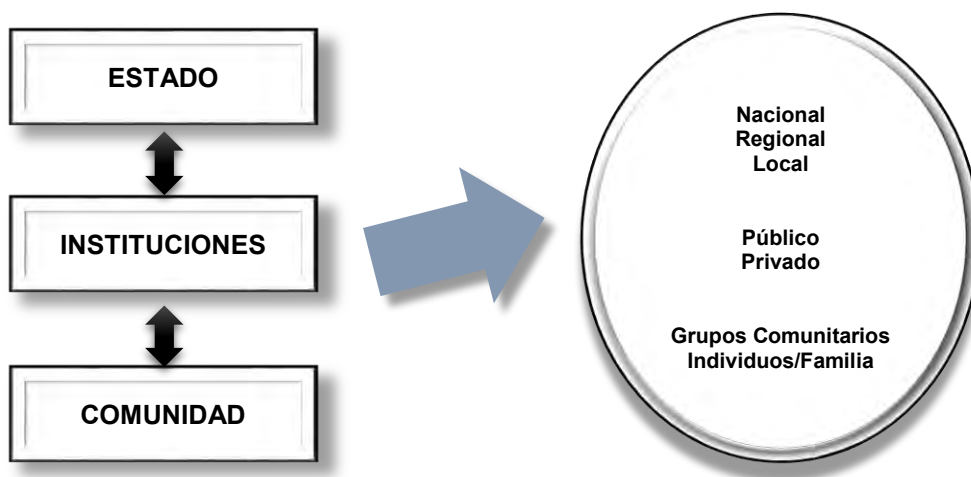 ESTADO
INSTITUCIONES
COMUNIDAD
Nacional
Regional
Local
Público
Privado
Grupos Comunitarios
Individuos/Familia